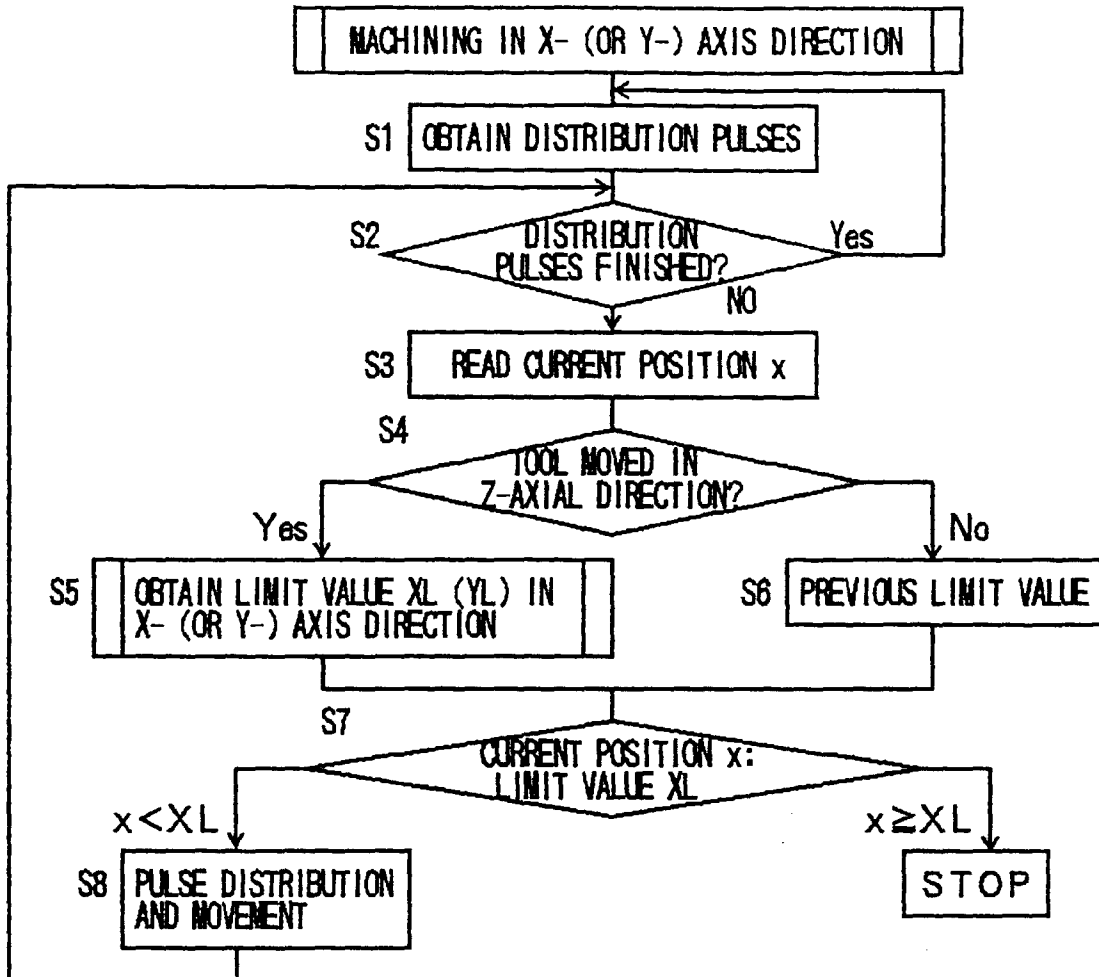 MACHINING IN X- (OR Y-) AXIS DIRECTION
S1 OBTAIN DISTRIBUTION PULSES
S2 DISTRIBUTION
PULSES FINISHED?
Yes
NO
S3 READ CURRENT POSITION x
S4
TOOL MOVED IN
Z-AXIAL DIRECTION?
Yes
No
S5 OBTAIN LIMIT VALUE XL (YL) IN
X- (OR Y-) AXIS DIRECTION
S6 PREVIOUS LIMIT VALUE
S7
CURRENT POSITION x:
LIMIT VALUE XL
x<XL
x≧XL
S8 PULSE DISTRIBUTION
AND MOVEMENT
STOP